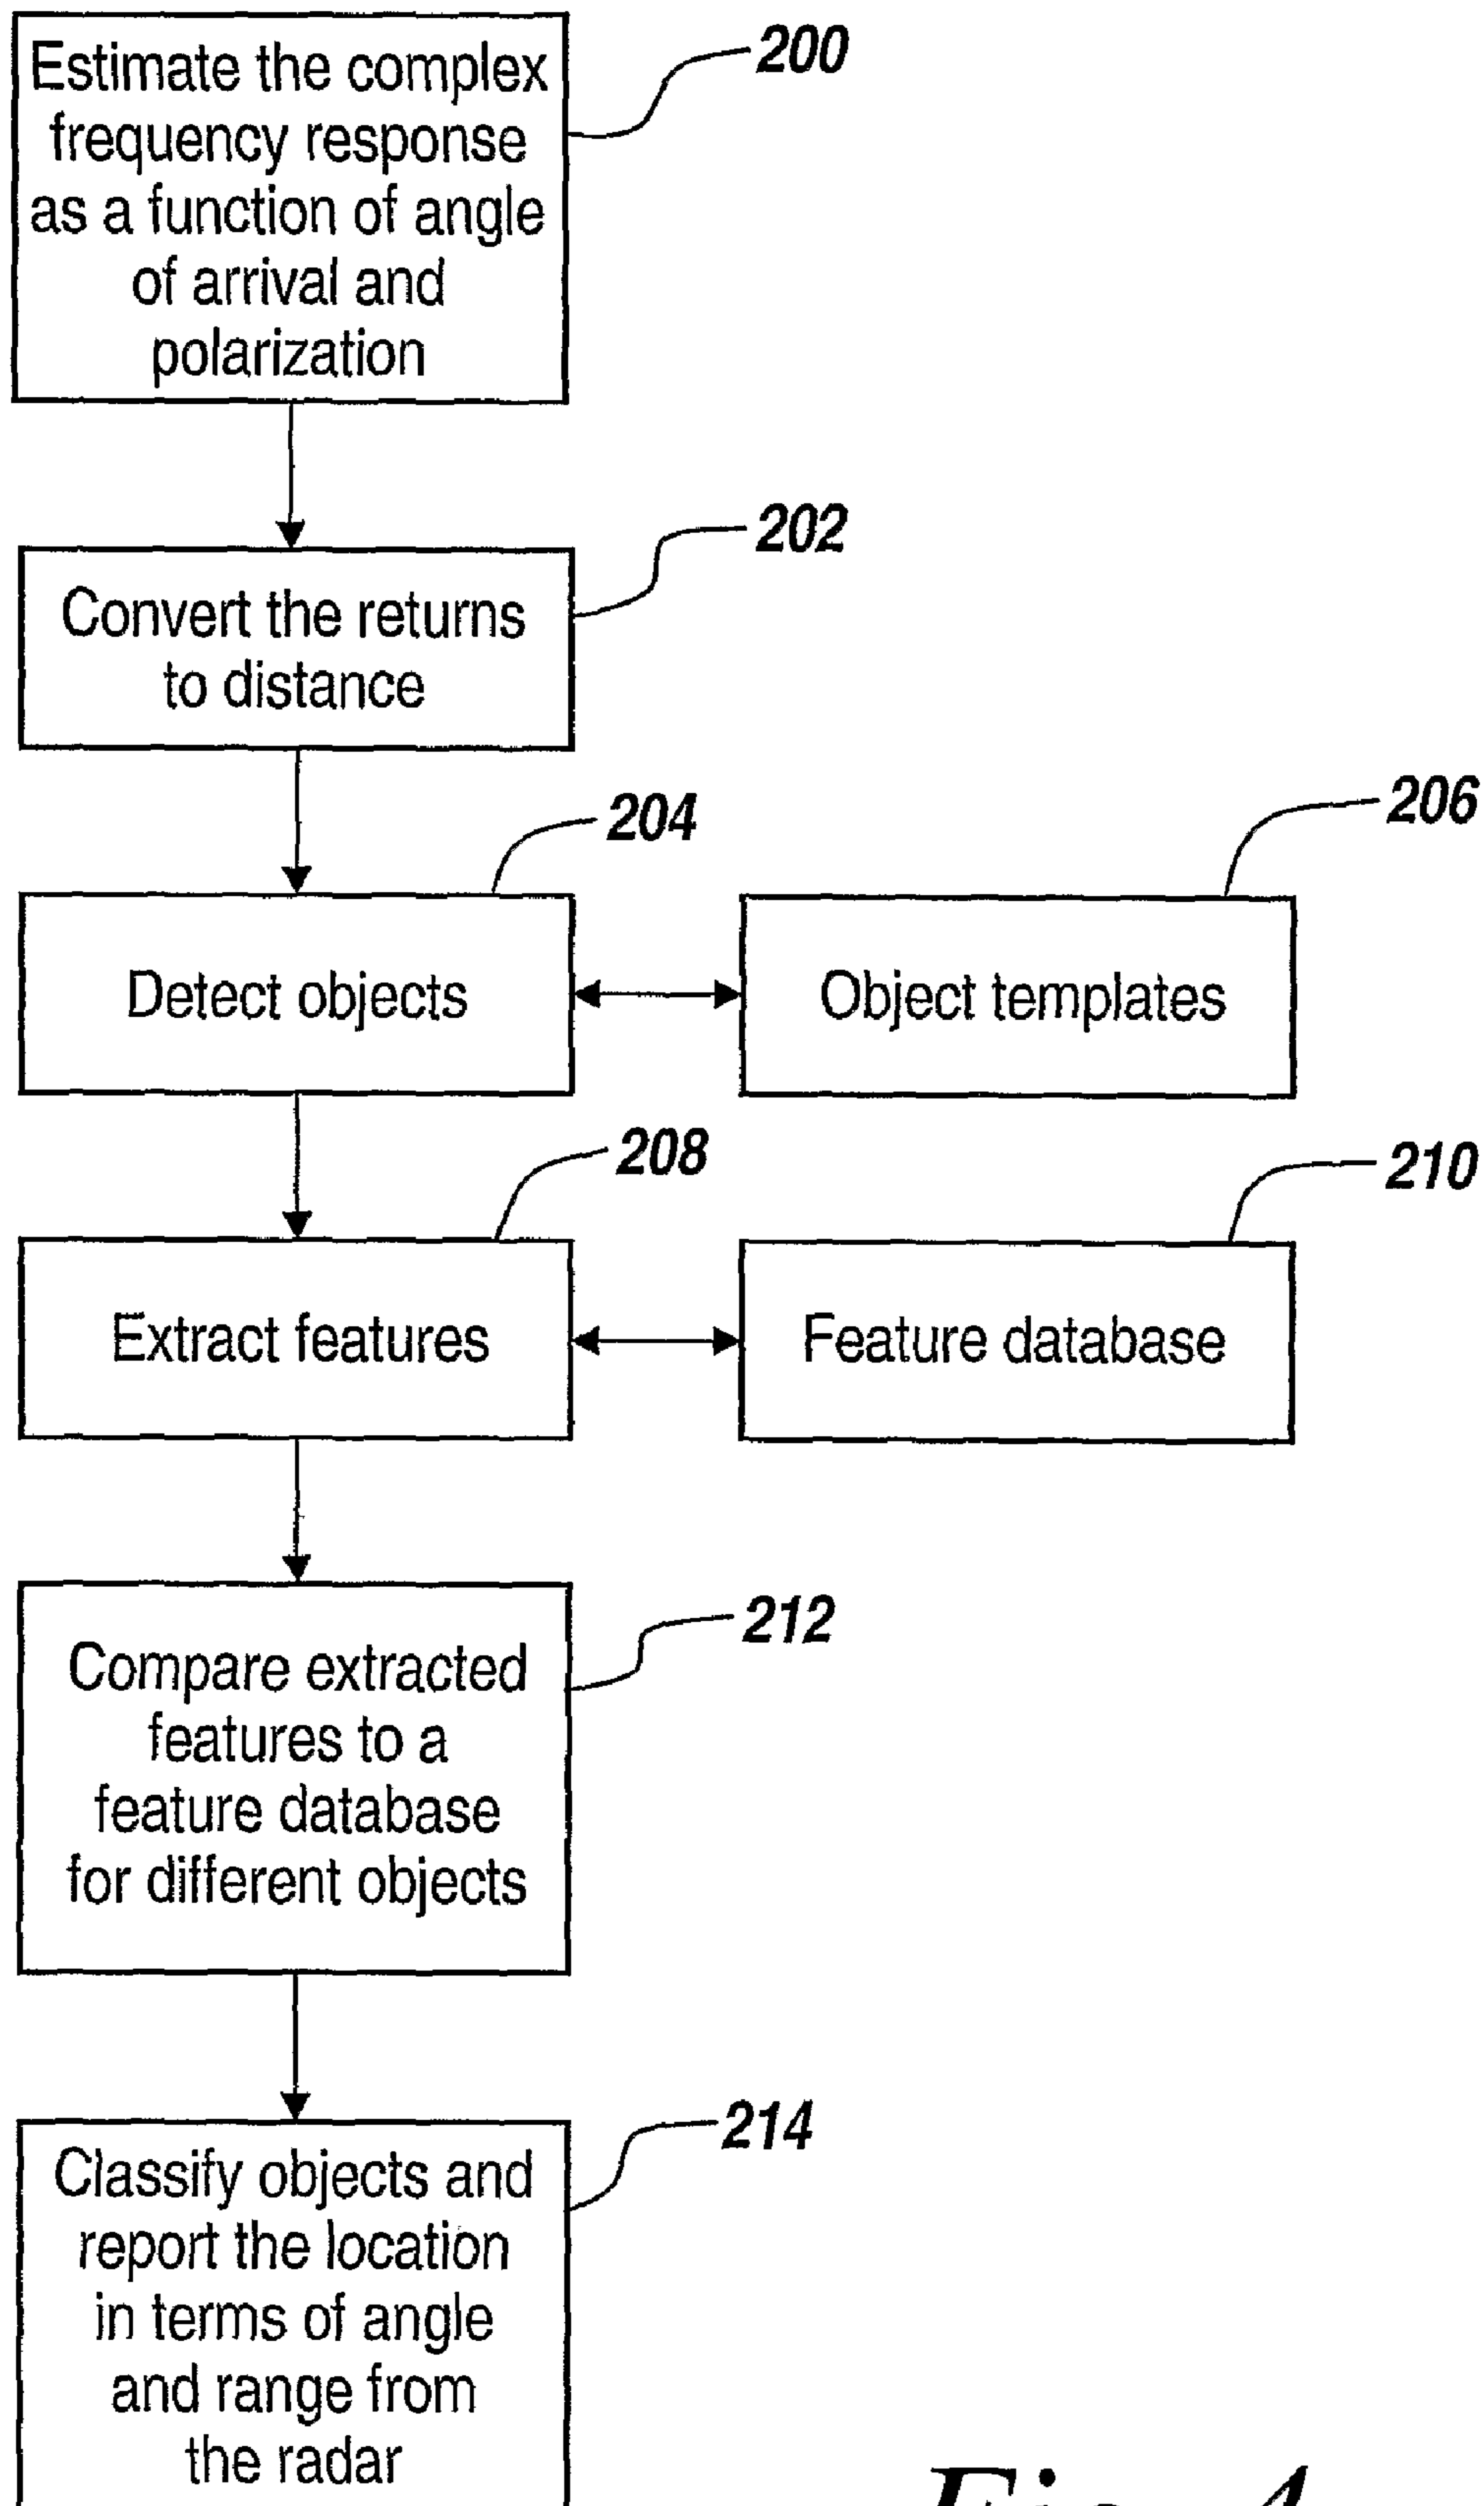 Estimate the complex
frequency response
as a function of angle
of arrival and
polarization
200
Convert the returns
to distance
202
Detect objects
204
Object templates
206
Extract features
208
Feature database
210
Compare extracted
features to a
feature database
for different objects
212
Classify objects and
report the location
in terms of angle
and range from
the radar
214